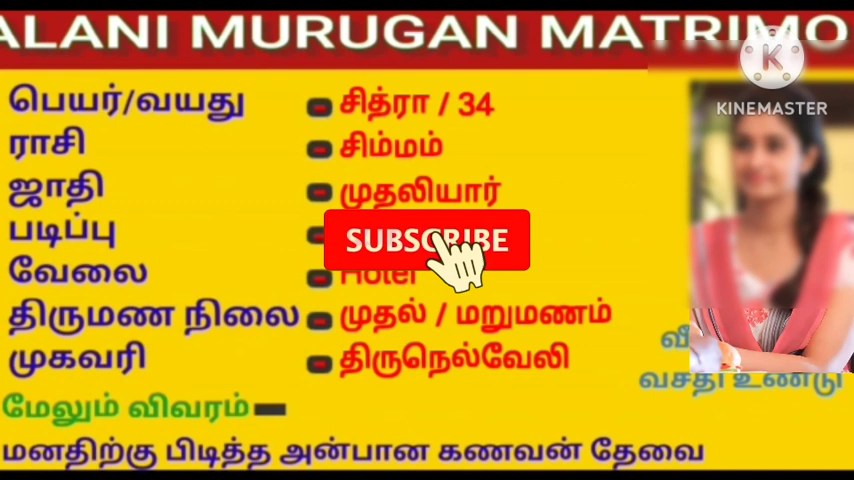 ALANI MURUGAN MATRIMO
KINEMASTER
பெயர்/வயது - சித்ரா / 34
ராசி - சிம்மம்
ஜாதி - முதலியார்
படிப்பு -
SUBSCRIBE
வேலை - Hotel
திருமண நிலை - முதல் / மறுமணம்
முகவரி - திருநெல்வேலி
வசதி உண்டு
மேலும் விவரம் -
மனதிற்கு பிடித்த அன்பான கணவன் தேவை